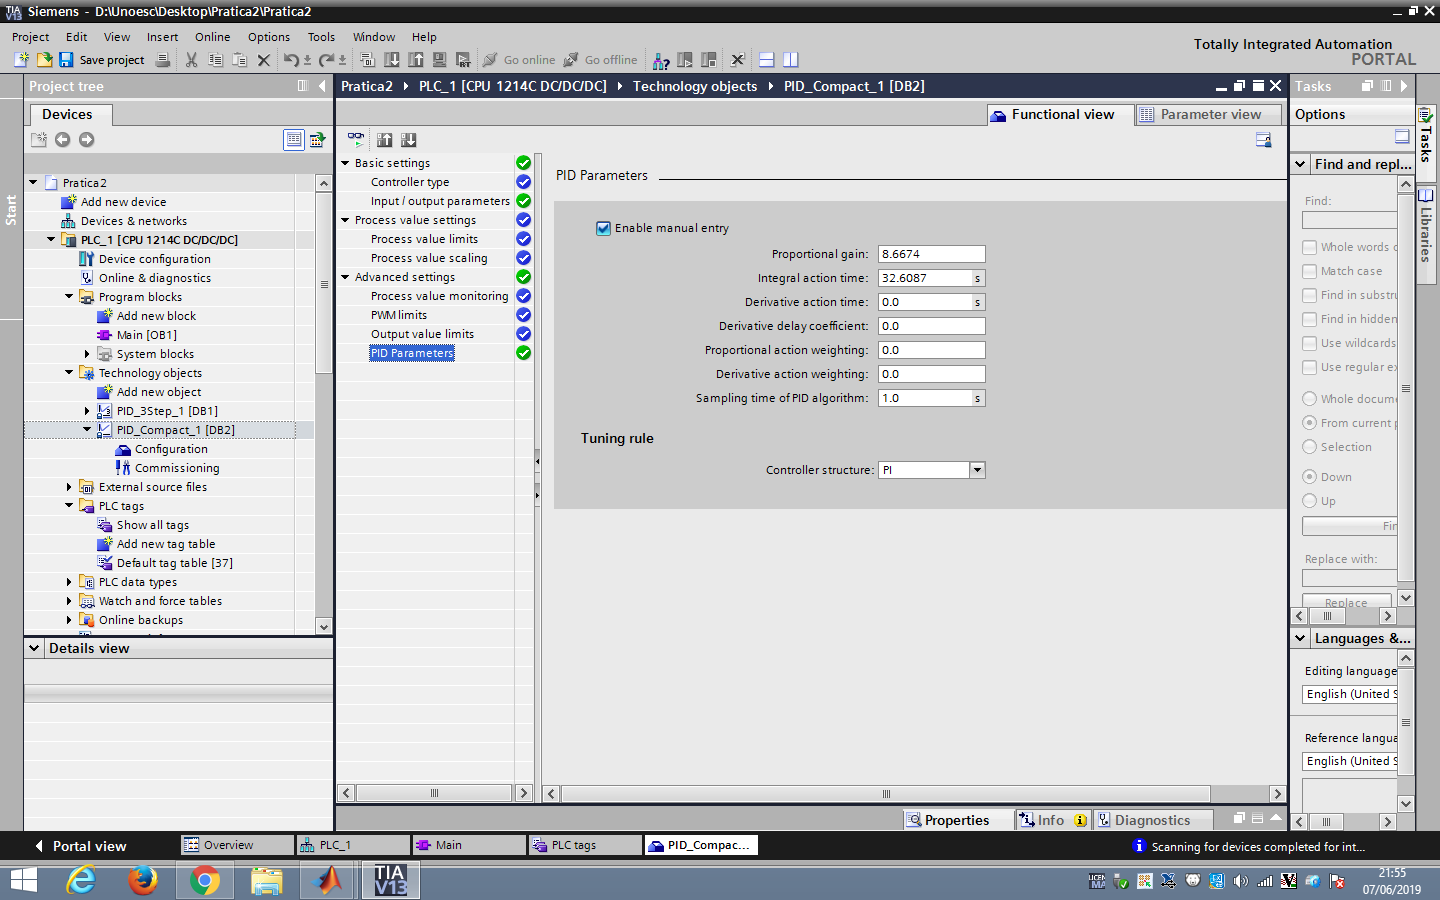 Siemens - D:\Unoesc\Desktop\Pratica2\Pratica2
Project Edit View Insert Online Options Tools Window Help
Totally Integrated Automation
PORTAL
Save project
Go online
Go offline
Project tree
Pratica2 PLC_1 [CPU 1214C DC/DC/DC] Technology objects PID_Compact_1 [DB2]
Tasks
Devices
Functional view
Parameter view
Options
Start
Pratica2
Add new device
Devices & networks
PLC_1 [CPU 1214C DC/DC/DC]
Device configuration
Online & diagnostics
Program blocks
Add new block
Main [OB1]
System blocks
Technology objects
Add new object
PID_3Step_1 [DB1]
PID_Compact_1 [DB2]
Configuration
Commissioning
External source files
PLC tags
Show all tags
Add new tag table
Default tag table [37]
PLC data types
Watch and force tables
Online backups
Details view
Basic settings
Controller type
Input / output parameters
Process value settings
Process value limits
Process value scaling
Advanced settings
Process value monitoring
PWM limits
Output value limits
PID Parameters
PID Parameters
Enable manual entry
Proportional gain: 8.6674
Integral action time: 32.6087 s
Derivative action time: 0.0 s
Derivative delay coefficient: 0.0
Proportional action weighting: 0.0
Derivative action weighting: 0.0
Sampling time of PID algorithm: 1.0 s
Tuning rule
Controller structure: PI
Find and repl...
Find:
Whole words o
Match case
Find in substru
Find in hidden
Use wildcards
Use regular ex
Whole docume
From current p
Selection
Down
Up
Fin
Replace with:
Replace
Languages &...
Editing language
English (United S
Reference langua
English (United S
Tasks
Libraries
Properties
Info
Diagnostics
Portal view
Overview
PLC_1
Main
PLC tags
PID_Compac...
Scanning for devices completed for int...
TIA
V13
21:55
07/06/2019